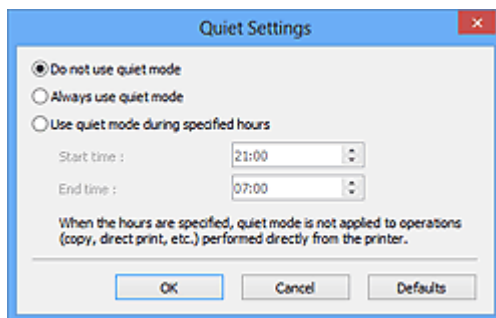 Quiet Settings
Do not use quiet mode
Always use quiet mode
Use quiet mode during specified hours
Start time : 21:00
End time : 07:00
When the hours are specified, quiet mode is not applied to operations
(copy, direct print, etc.) performed directly from the printer.
OK Cancel Defaults